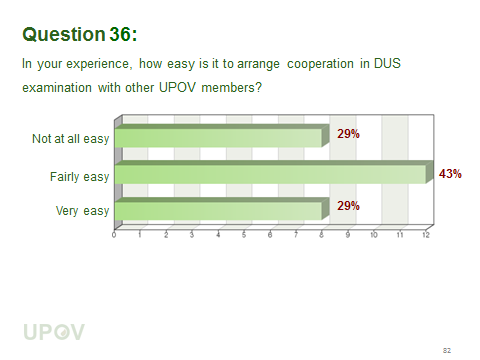 Question 36:
In your experience, how easy is it to arrange cooperation in DUS
examination with other UPOV members?
Not at all easy 29%
Fairly easy 43%
Very easy 29%
0 1 2 3 4 5 6 7 8 9 10 11 12
UPOV
82